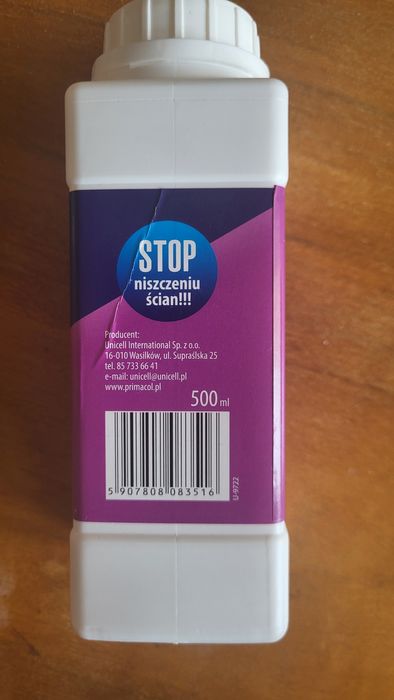 STOP
niszczeniu
ścian!!!
Producent:
Unicell International Sp. z o.o.
16-010 Wasilków, ul. Supraślska 25
tel. 85 733 66 41
e-mail: unicell@unicell.pl
www.primacol.pl
500 ml
5 907808 083516
U-9722